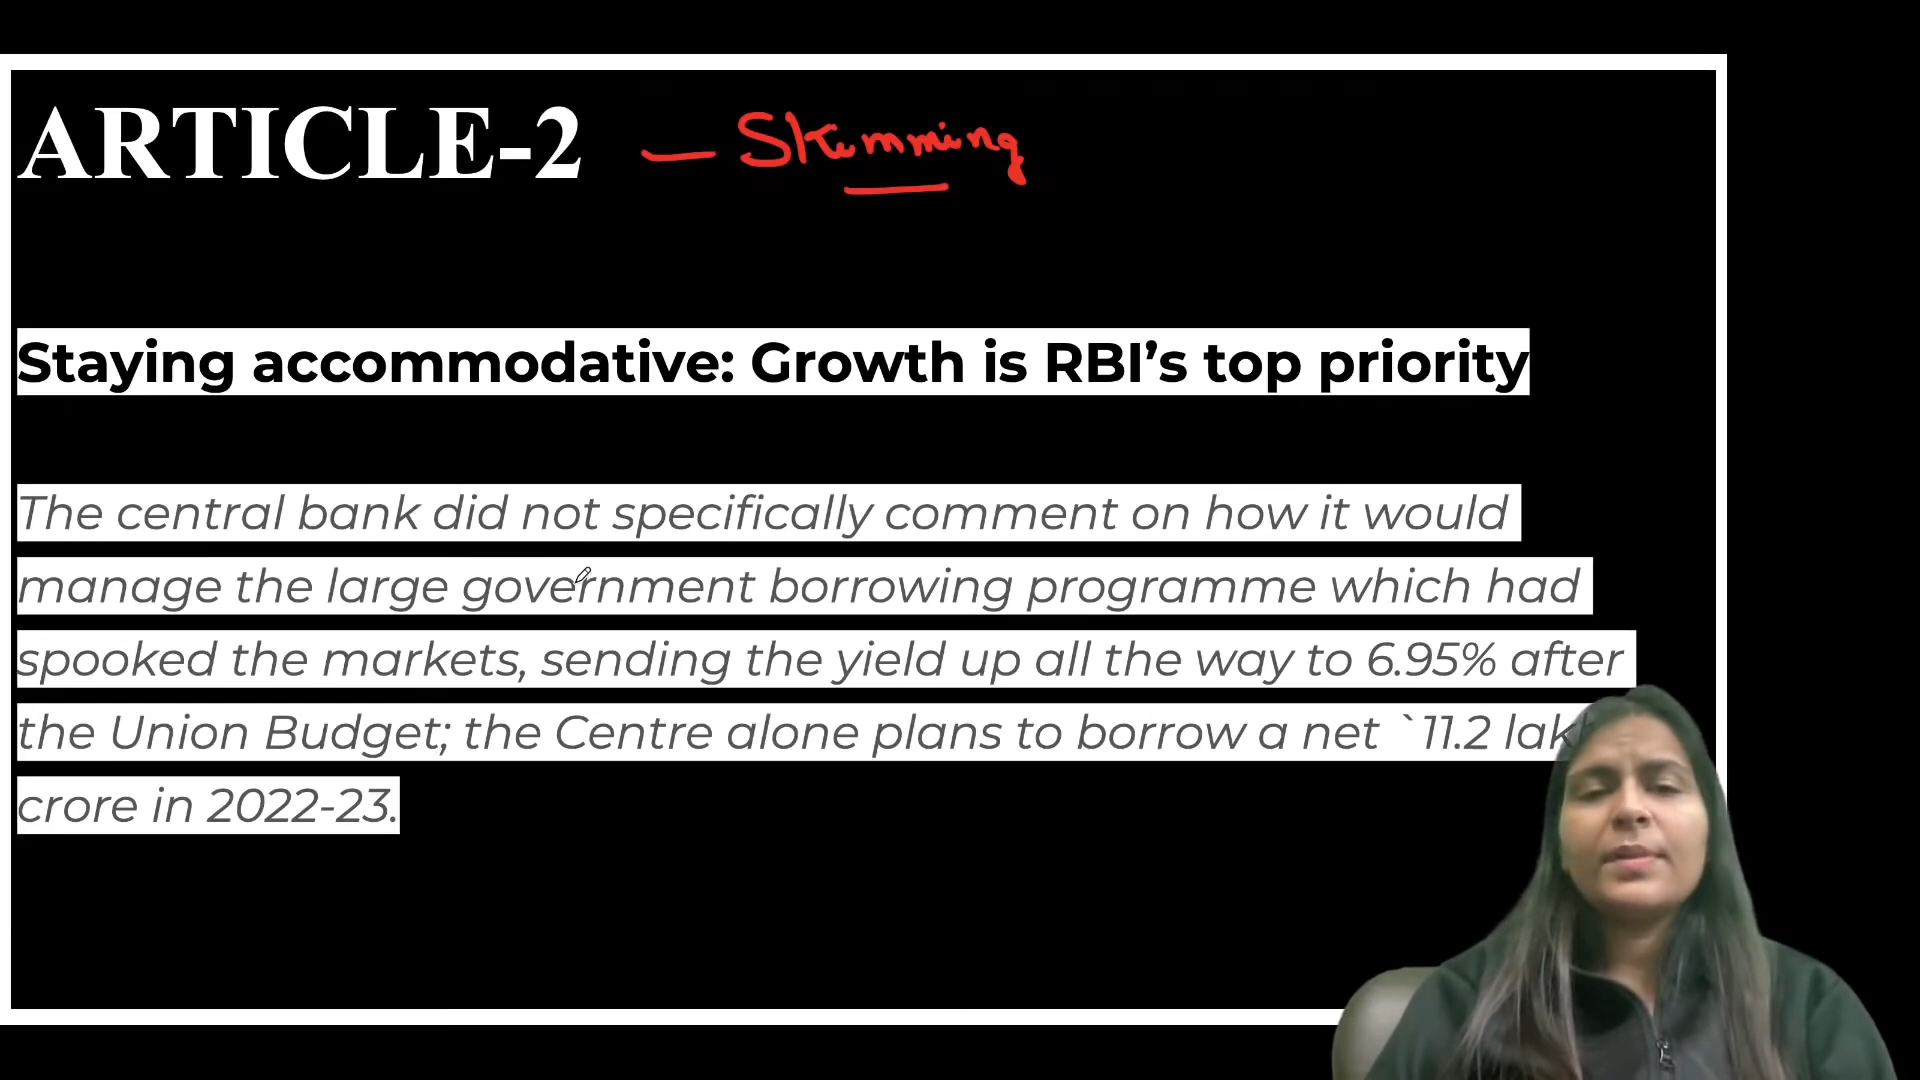 ARTICLE-2 — Skimming
Staying accommodative: Growth is RBI's top priority
The central bank did not specifically comment on how it would
manage the large government borrowing programme which had
spooked the markets, sending the yield up all the way to 6.95% after
the Union Budget; the Centre alone plans to borrow a net `11.2 lakh
crore in 2022-23.